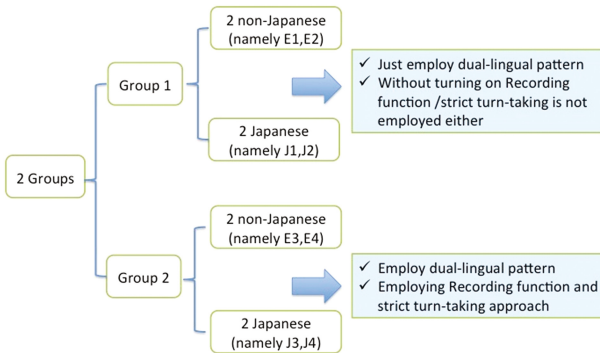 2 Groups
Group 1
2 non-Japanese
(namely E1,E2)
2 Japanese
(namely J1,J2)
✓ Just employ dual-lingual pattern
✓ Without turning on Recording
function /strict turn-taking is not
employed either
Group 2
2 non-Japanese
(namely E3,E4)
2 Japanese
(namely J3,J4)
✓ Employ dual-lingual pattern
✓ Employing Recording function and
strict turn-taking approach